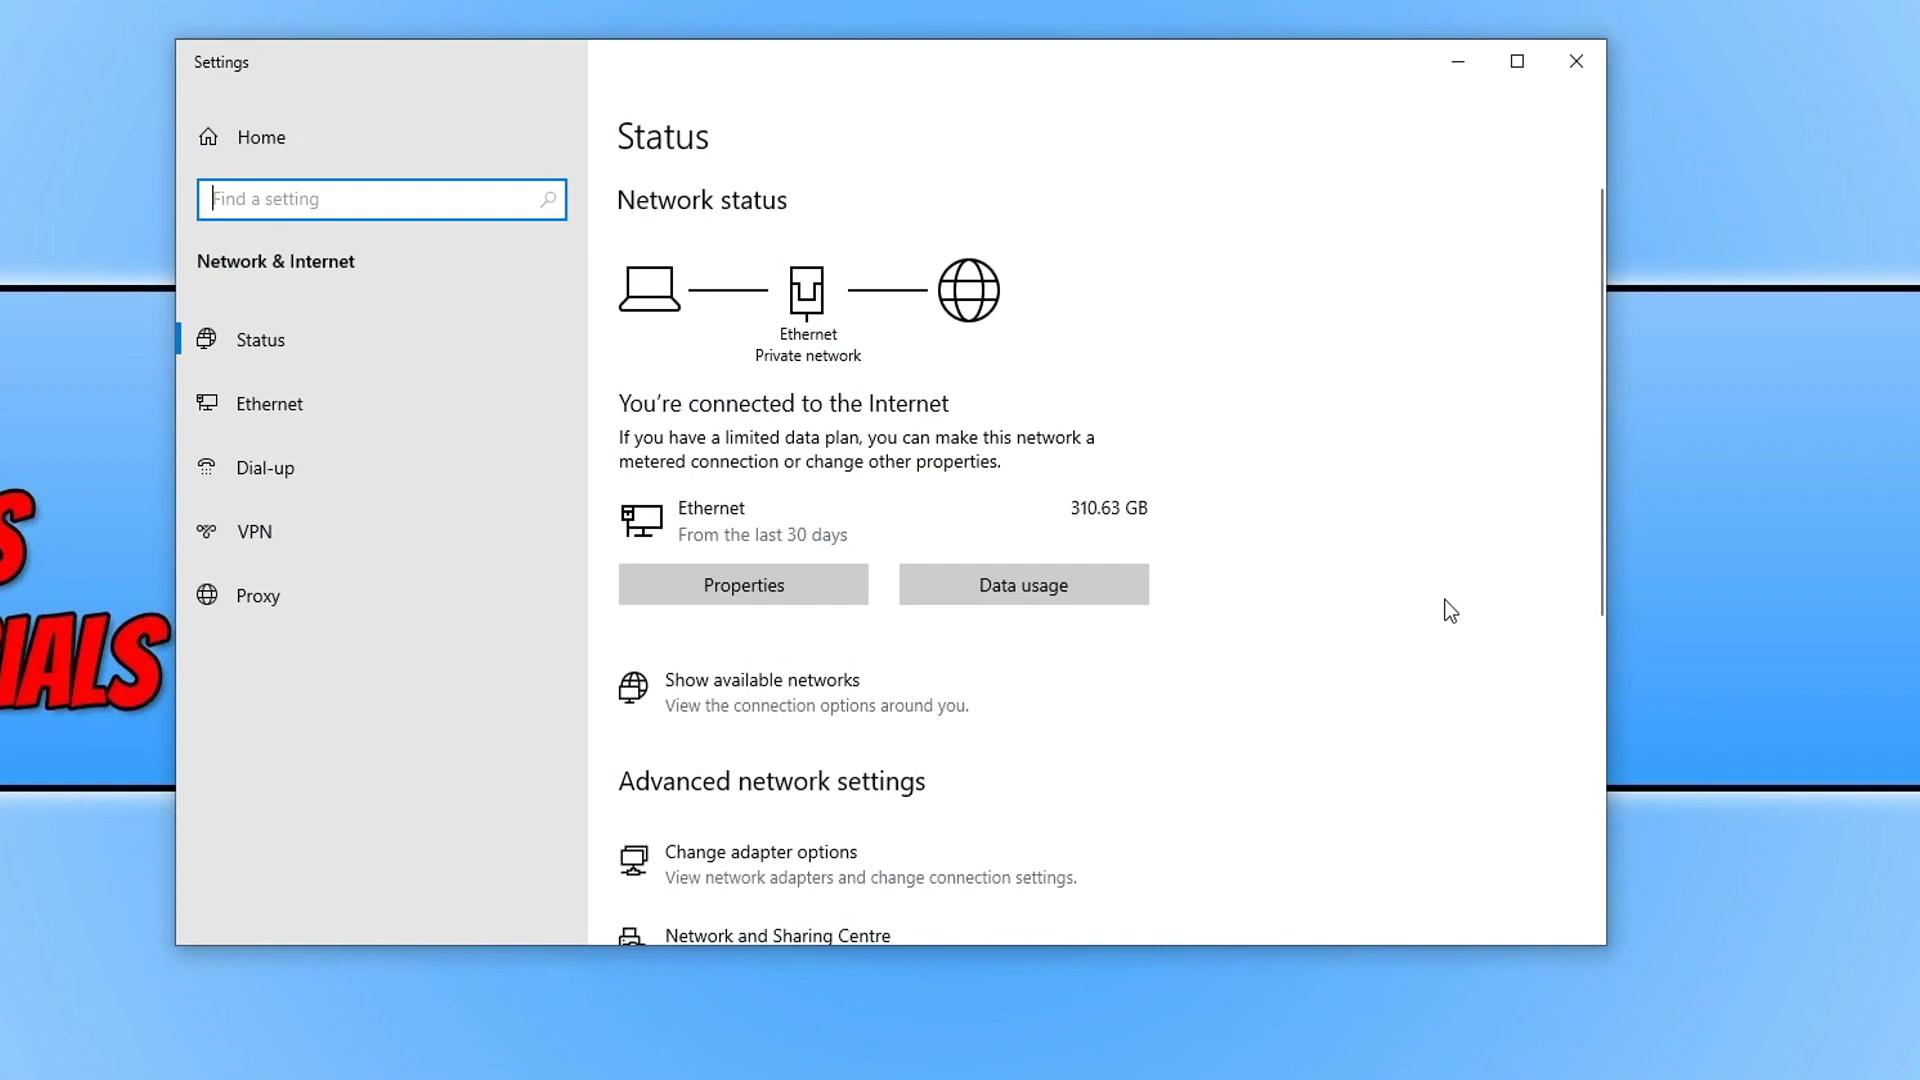 Settings
Home
Find a setting
Network & Internet
Status
Ethernet
Dial-up
VPN
Proxy
Status
Network status
Ethernet
Private network
You're connected to the Internet
If you have a limited data plan, you can make this network a
metered connection or change other properties.
Ethernet 310.63 GB
From the last 30 days
Properties Data usage
Show available networks
View the connection options around you.
Advanced network settings
Change adapter options
View network adapters and change connection settings.
Network and Sharing Centre
S
IALS